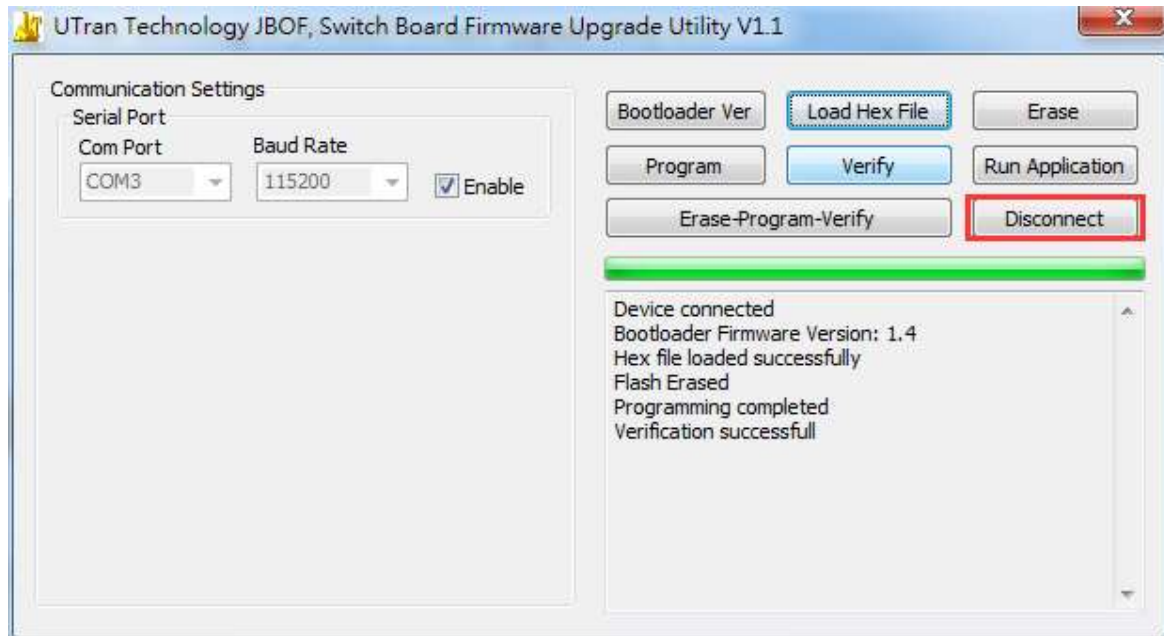 UTran Technology JBOF, Switch Board Firmware Upgrade Utility V1.1
Communication Settings
Serial Port
Com Port Baud Rate
COM3 115200 Enable
Bootloader Ver Load Hex File Erase
Program Verify Run Application
Erase-Program-Verify Disconnect
Device connected
Bootloader Firmware Version: 1.4
Hex file loaded successfully
Flash Erased
Programming completed
Verification successfull